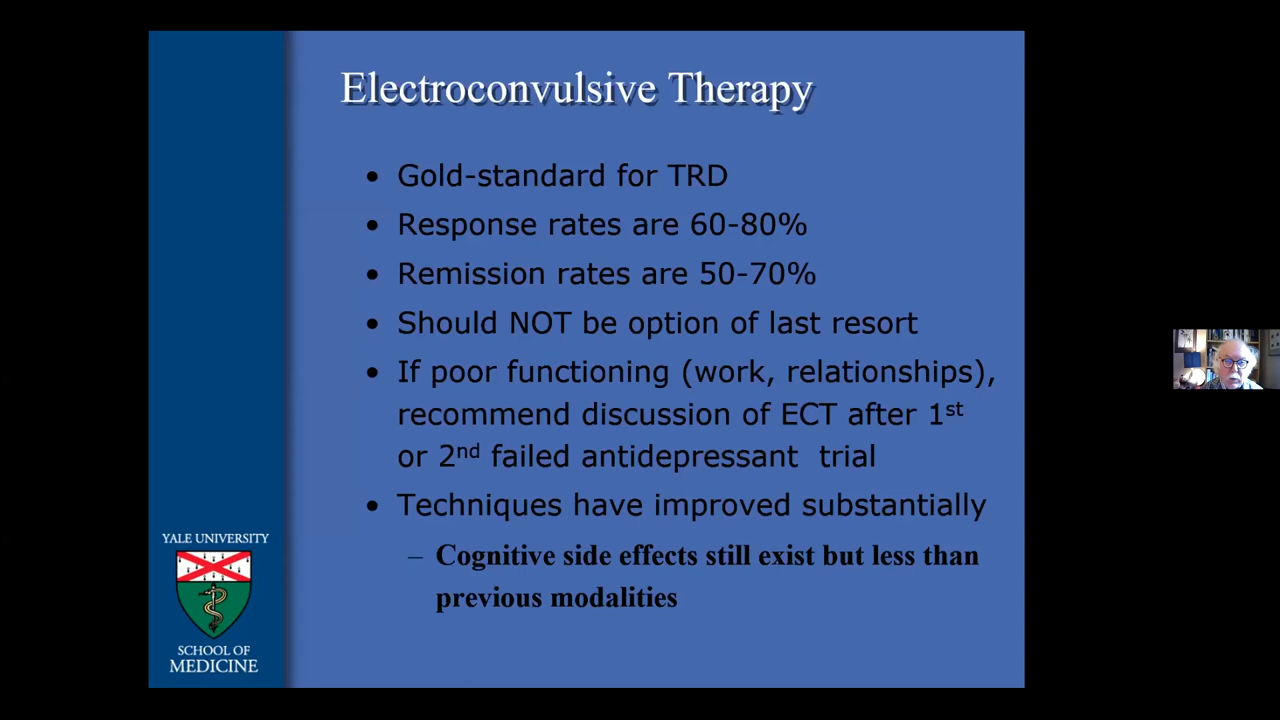 Electroconvulsive Therapy
• Gold-standard for TRD
• Response rates are 60-80%
• Remission rates are 50-70%
• Should NOT be option of last resort
• If poor functioning (work, relationships),
recommend discussion of ECT after 1st
or 2nd failed antidepressant trial
• Techniques have improved substantially
– Cognitive side effects still exist but less than
previous modalities
YALE UNIVERSITY
SCHOOL OF
MEDICINE